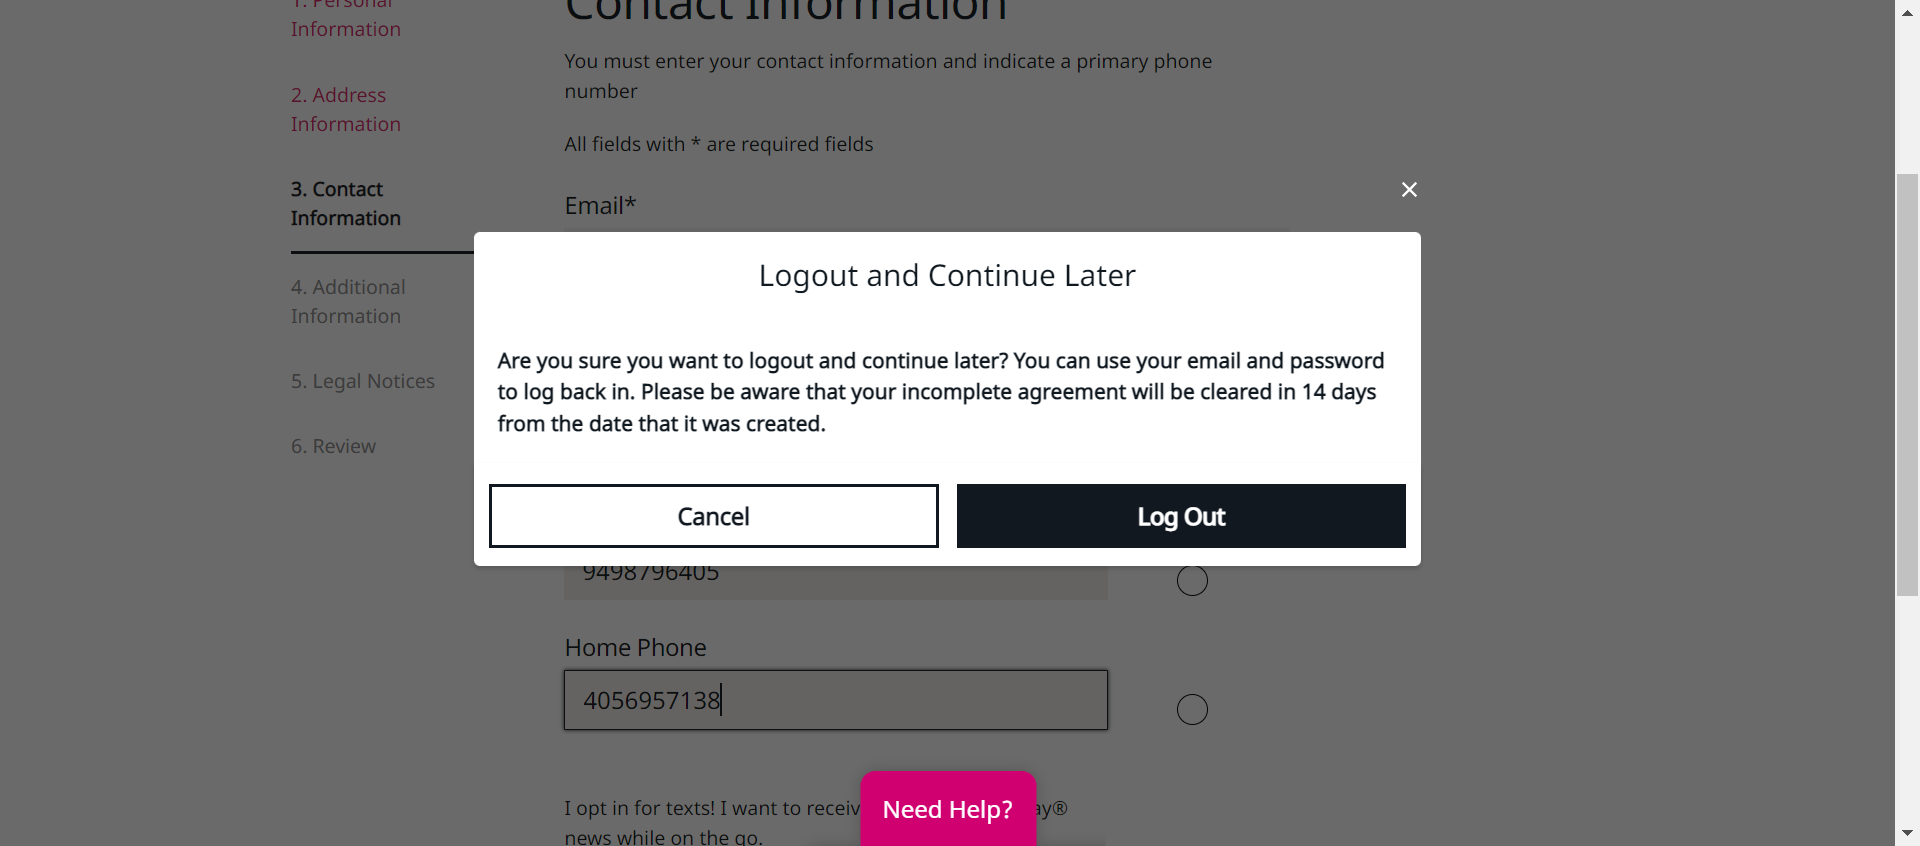 1. Personal
Information
2. Address
Information
3. Contact
Information
4. Additional
Information
5. Legal Notices
6. Review
Contact Information
You must enter your contact information and indicate a primary phone
number
All fields with * are required fields
Email*
Logout and Continue Later
Are you sure you want to logout and continue later? You can use your email and password
to log back in. Please be aware that your incomplete agreement will be cleared in 14 days
from the date that it was created.
Cancel
Log Out
9498796405
Home Phone
4056957138
I opt in for texts! I want to receiv ay®
news while on the go.
Need Help?